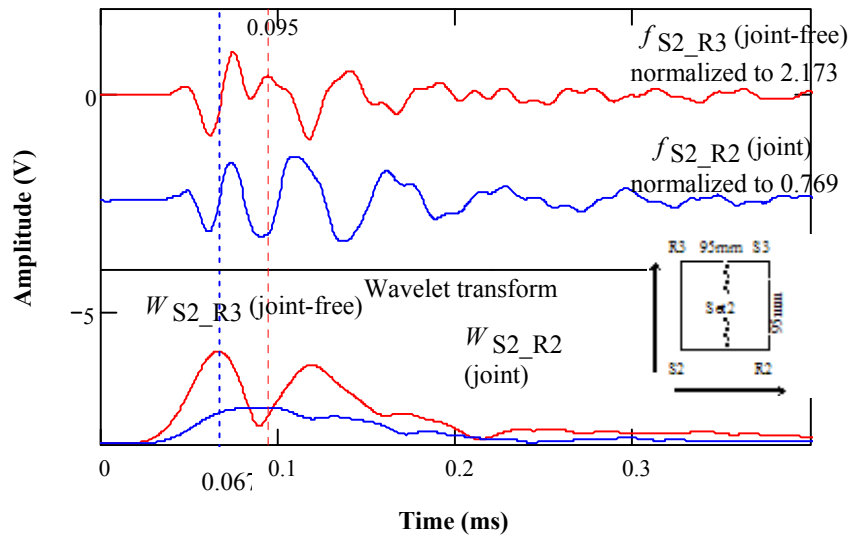 0.095
f S2_R3 (joint-free)
normalized to 2.173
0
f S2_R2 (joint)
normalized to 0.769
Amplitude (V)
R3 95mm S3
Wavelet transform
W S2_R3 (joint-free)
−5
Set2
95mm
W S2_R2
(joint)
S2 R2
0 0.1 0.2 0.3
0.067
Time (ms)